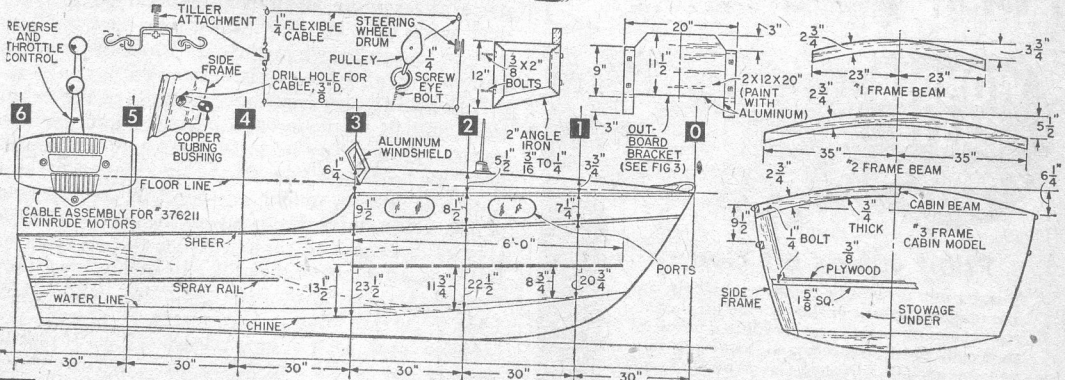 REVERSE
AND
THROTTLE
CONTROL
TILLER
ATTACHMENT
SIDE
FRAME
COPPER
TUBING
BUSHING
1/4" FLEXIBLE
CABLE
STEERING
WHEEL
DRUM
PULLEY
1/4"
SCREW
EYE
BOLT
DRILL HOLE FOR
CABLE, 3/8" D.
12"
3/8 X 2"
BOLTS
2" ANGLE
IRON
3/16 TO 1/4"
20"
3"
9"
11 1/2"
3"
2X12X20"
(PAINT
WITH
ALUMINUM)
OUT-
BOARD
BRACKET
(SEE FIG 3)
2 3/4"
3 3/4"
23"
23"
#1 FRAME BEAM
2 3/4"
5 1/2"
35"
35"
#2 FRAME BEAM
2 3/4"
6 1/4"
CABIN BEAM
3/4"
THICK
#3 FRAME
CABIN MODEL
9 1/2"
1/4" BOLT
3/8"
PLYWOOD
1 5/8" SQ.
SIDE
FRAME
STOWAGE
UNDER
6
5
4
3
2
1
0
CABLE ASSEMBLY FOR #376211
EVINRUDE MOTORS
FLOOR LINE
ALUMINUM
WINDSHIELD
6 1/4"
5 1/2"
3 3/4"
9 1/2"
8 1/2"
7 1/4"
SHEER
6'-0"
PORTS
SPRAY RAIL
WATER LINE
CHINE
13 1/2"
23 1/2"
11 3/4"
22 1/2"
8 3/4"
20 3/4"
30"
30"
30"
30"
30"
30"